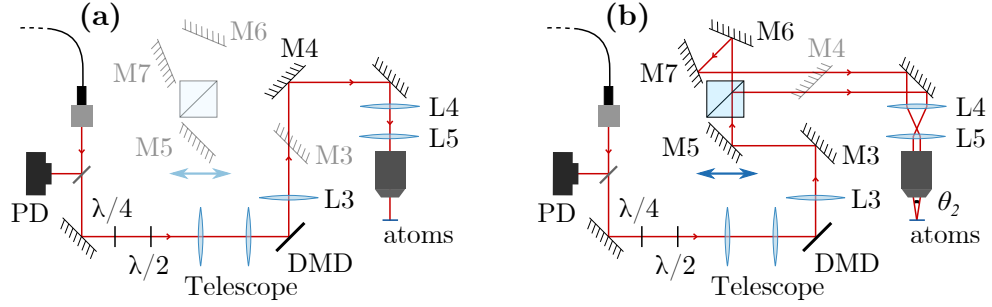 (a)
M6
M4
M7
L4
L5
M5
M3
PD
λ/4
L3
λ/2
atoms
DMD
Telescope
(b)
M6
M4
M7
L4
L5
M5
M3
PD
λ/4
L3
θ₂
λ/2
atoms
DMD
Telescope